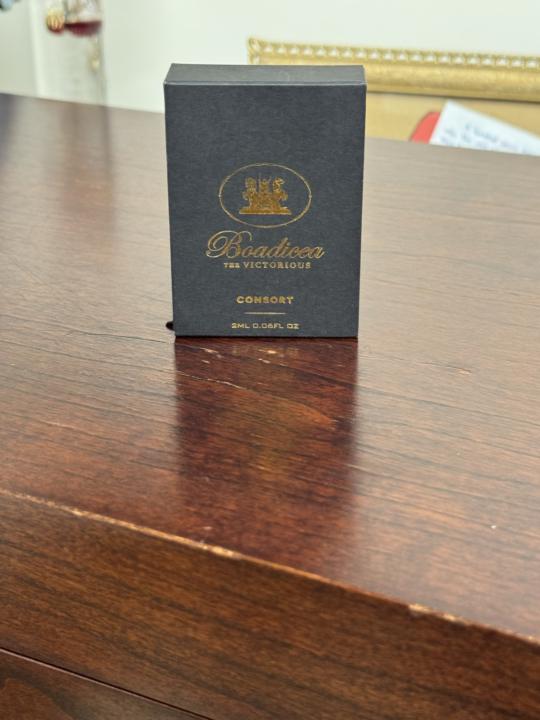 Boadicea
THE VICTORIOUS
CONSORT
2ML 0.06FL OZ